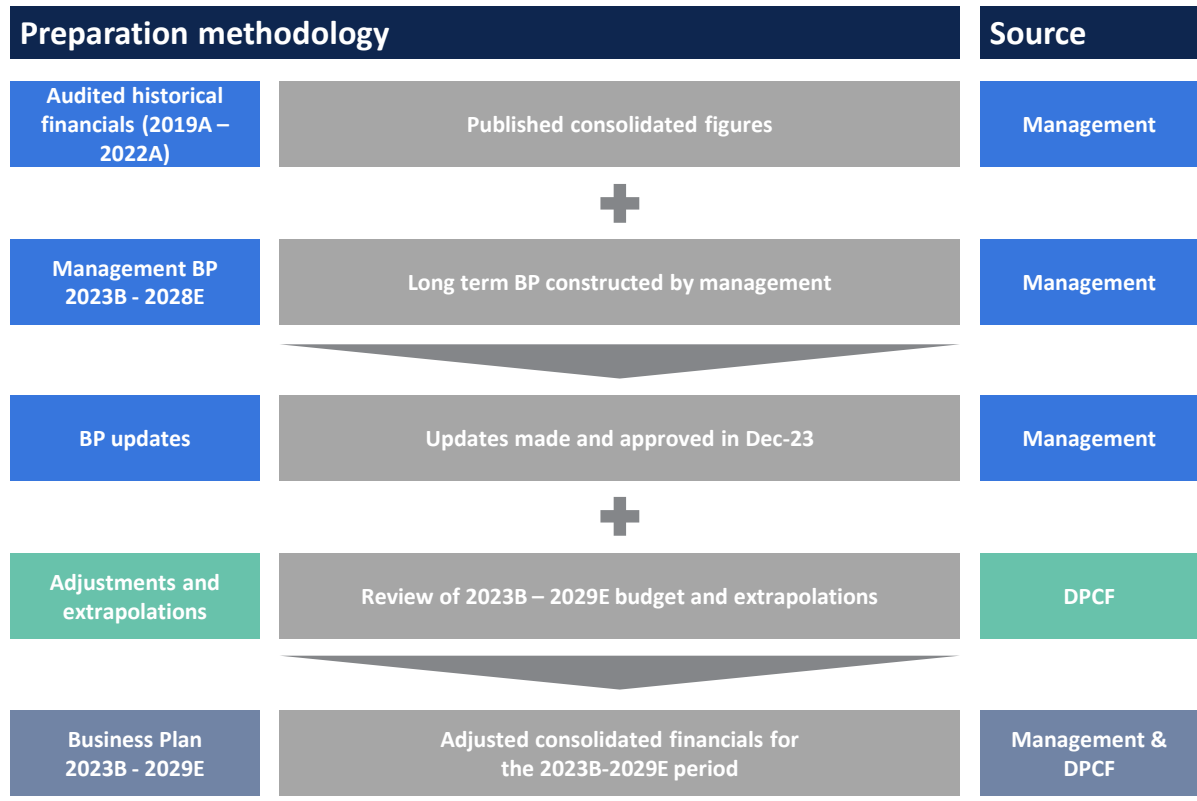 Preparation methodology
Source
Audited historical
financials (2019A –
2022A)
Published consolidated figures
Management
Management BP
2023B - 2028E
Long term BP constructed by management
Management
BP updates
Updates made and approved in Dec-23
Management
Adjustments and
extrapolations
Review of 2023B – 2029E budget and extrapolations
DPCF
Business Plan
2023B - 2029E
Adjusted consolidated financials for
the 2023B-2029E period
Management &
DPCF